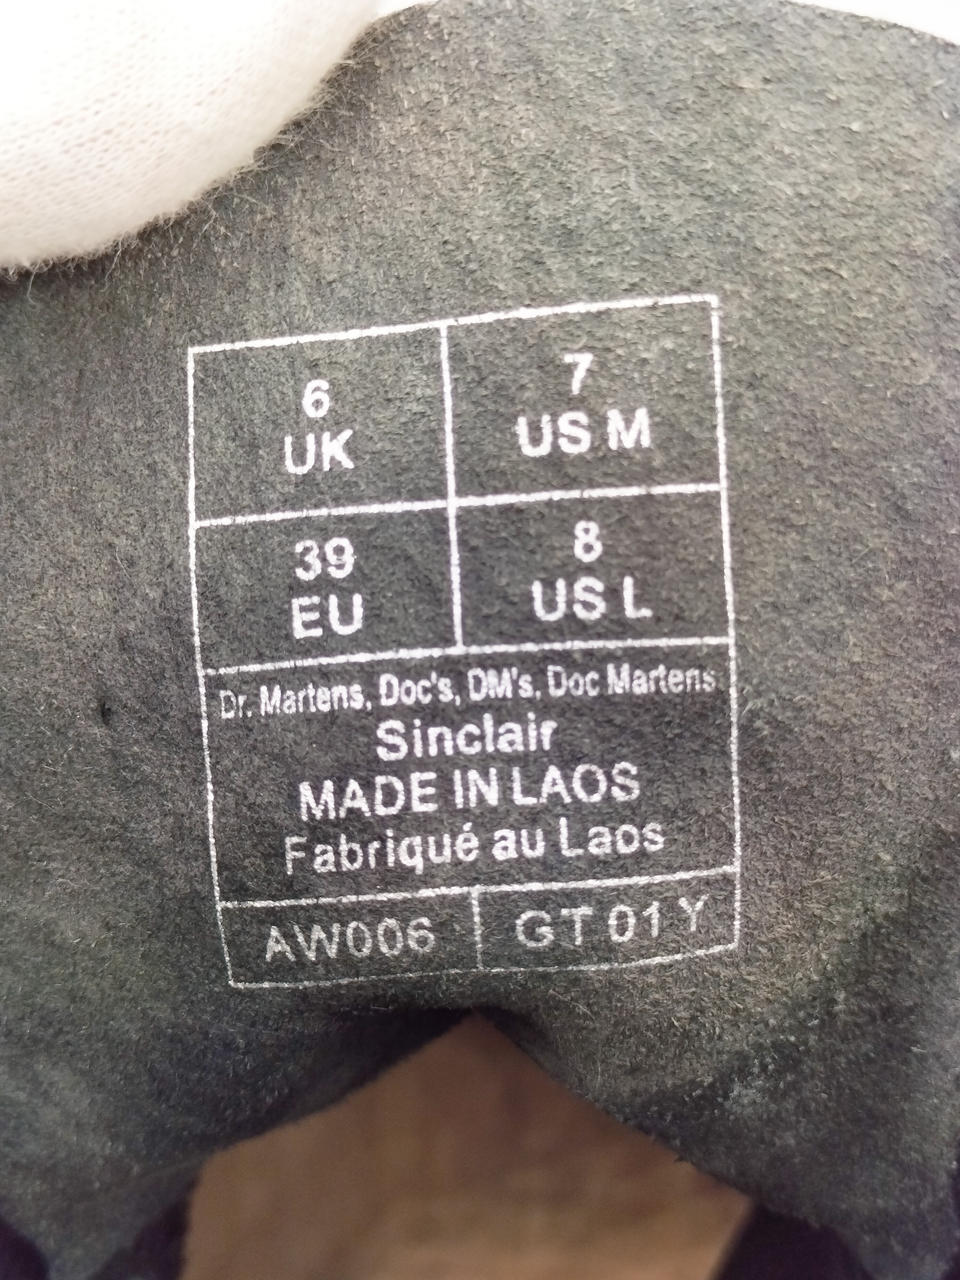 6
UK
7
US M
39
EU
8
US L
Dr. Martens, Doc's, DM's, Doc Martens
Sinclair
MADE IN LAOS
Fabriqué au Laos
AW006
GT 01 Y